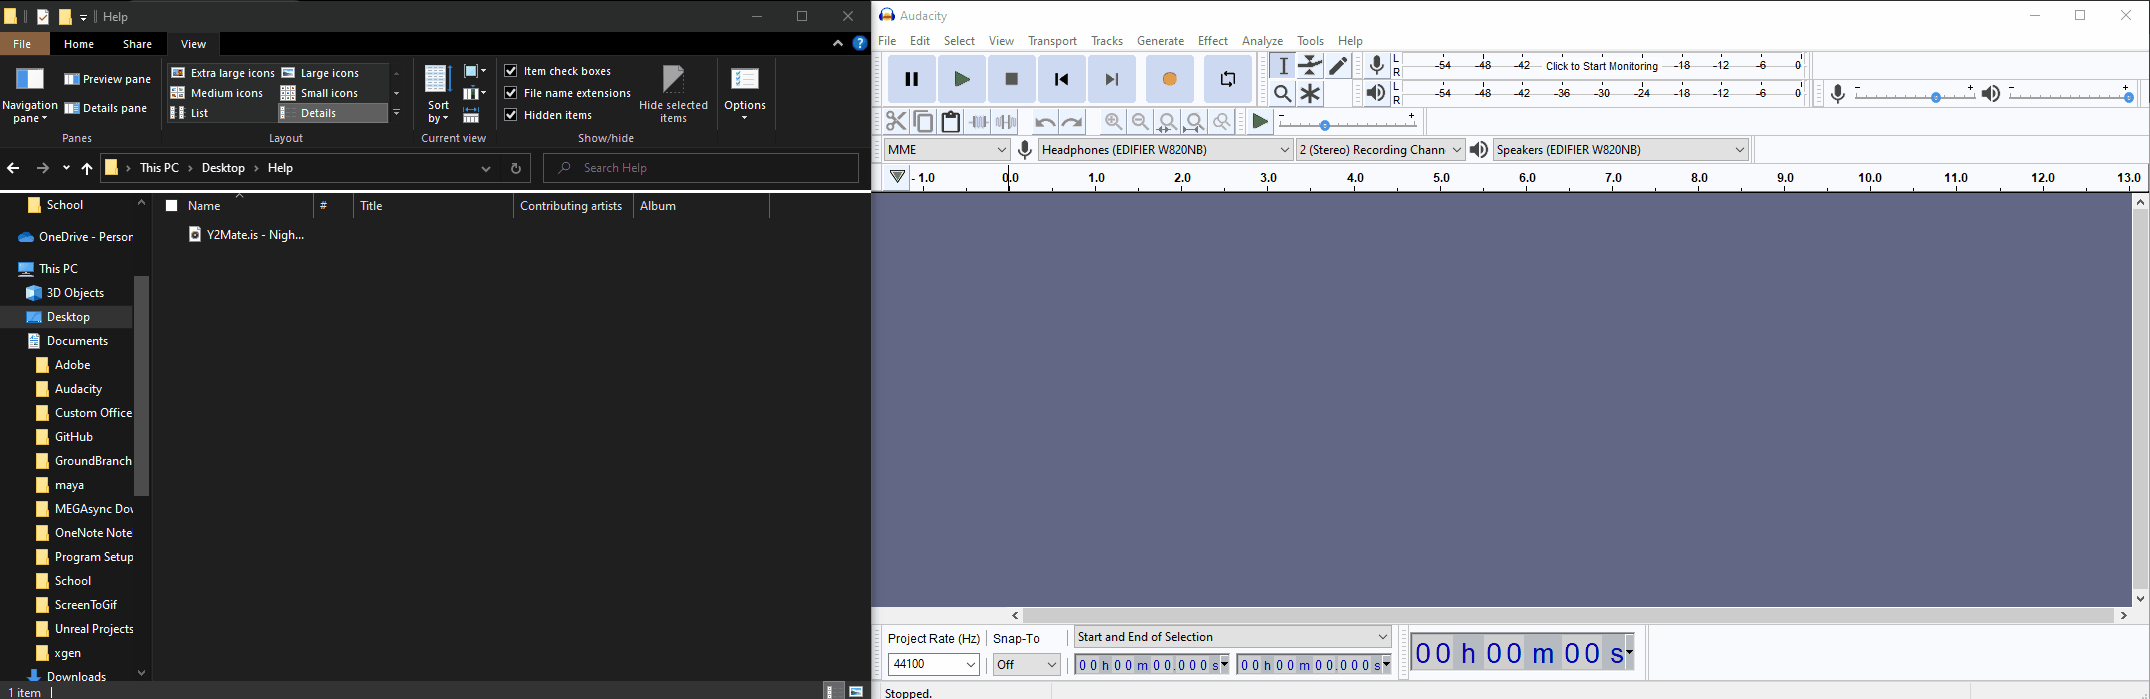 Help
File Home Share View
Preview pane
Details pane
Navigation pane
Panes
Extra large icons Large icons
Medium icons Small icons
List Details
Layout
Sort by
Current view
Item check boxes
File name extensions
Hidden items
Hide selected items
Show/hide
Options
This PC Desktop Help
Search Help
Name # Title Contributing artists Album
Y2Mate.is - Nigh...
School
OneDrive - Person
This PC
3D Objects
Desktop
Documents
Adobe
Audacity
Custom Office
GitHub
GroundBranch
maya
MEGAsync Dov
OneNote Note
Program Setup
School
ScreenToGif
Unreal Projects
xgen
Downloads
1 item
Audacity
File Edit Select View Transport Tracks Generate Effect Analyze Tools Help
L R -54 -48 -42 Click to Start Monitoring -18 -12 -6 0
L R -54 -48 -42 -36 -30 -24 -18 -12 -6 0
- +
- +
- +
MME Headphones (EDIFIER W820NB) 2 (Stereo) Recording Chann Speakers (EDIFIER W820NB)
- 1.0 0.0 1.0 2.0 3.0 4.0 5.0 6.0 7.0 8.0 9.0 10.0 11.0 12.0 13.0
Project Rate (Hz) Snap-To Start and End of Selection
44100 Off 00 h 00 m 00.000 s 00 h 00 m 00.000 s
00 h 00 m 00 s
Stopped.